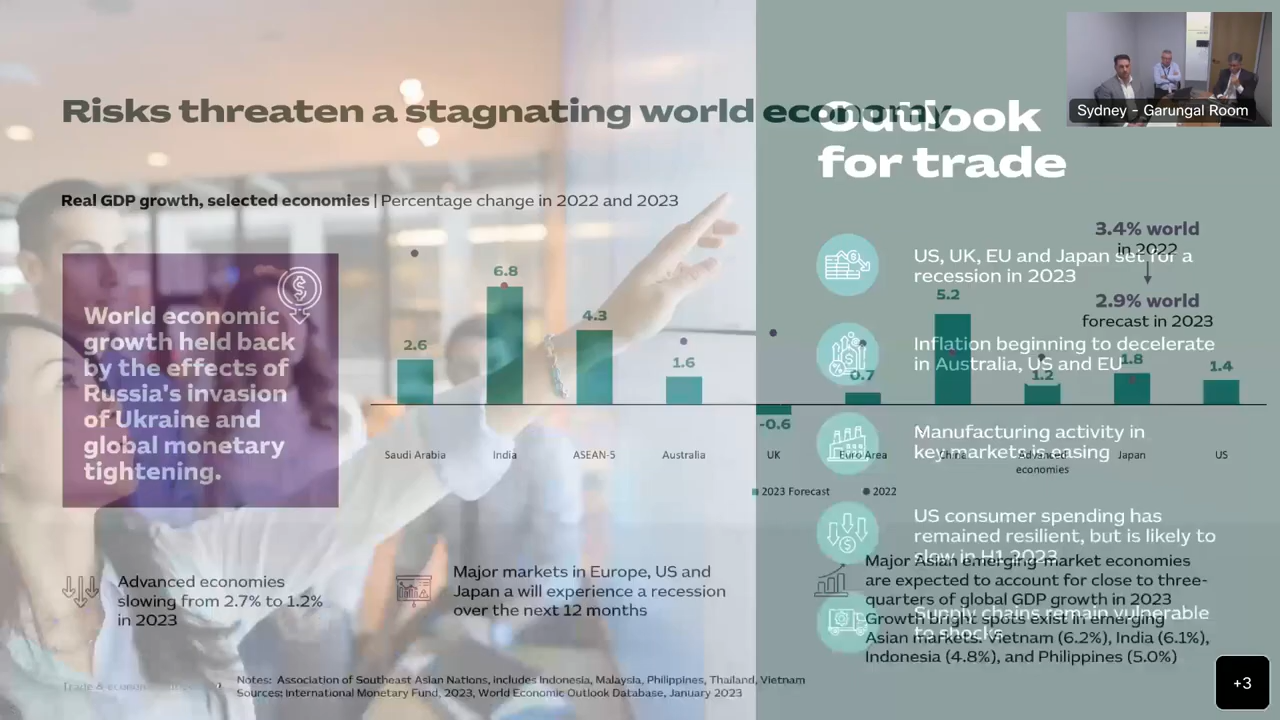 Risks threaten a stagnating world economy
Outlook
for trade
Sydney - Garungal Room
Real GDP growth, selected economies | Percentage change in 2022 and 2023
World economic
growth held back
by the effects of
Russia's invasion
of Ukraine and
global monetary
tightening.
3.4% world
in 2022
2.9% world
forecast in 2023
2.6
6.8
4.3
1.6
-0.6
0.7
5.2
1.2
1.8
1.4
Saudi Arabia
India
ASEAN-5
Australia
UK
Euro Area
China
Advanced
economies
Japan
US
2023 Forecast
2022
US, UK, EU and Japan set for a
recession in 2023
Inflation beginning to decelerate
in Australia, US and EU
Manufacturing activity in
key markets is easing
US consumer spending has
remained resilient, but is likely to
slow in H1 2023
Supply chains remain vulnerable
to shocks
Advanced economies
slowing from 2.7% to 1.2%
in 2023
Major markets in Europe, US and
Japan a will experience a recession
over the next 12 months
Major Asian emerging market economies
are expected to account for close to three-
quarters of global GDP growth in 2023
Growth bright spots exist in emerging
Asian markets: Vietnam (6.2%), India (6.1%),
Indonesia (4.8%), and Philippines (5.0%)
Notes: Association of Southeast Asian Nations, includes Indonesia, Malaysia, Philippines, Thailand, Vietnam
Sources: International Monetary Fund, 2023, World Economic Outlook Database, January 2023
+3